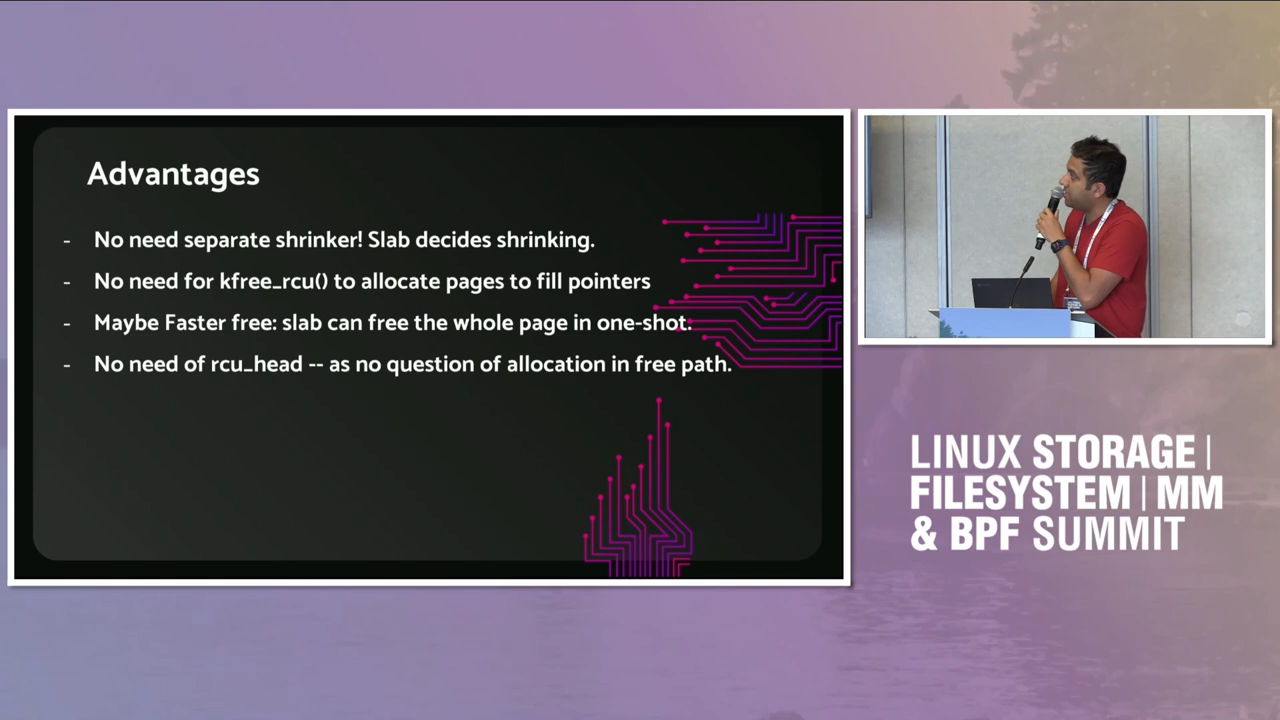 Advantages
- No need separate shrinker! Slab decides shrinking.
- No need for kfree_rcu() to allocate pages to fill pointers
- Maybe Faster free: slab can free the whole page in one-shot.
- No need of rcu_head -- as no question of allocation in free path.
LINUX STORAGE |
FILESYSTEM | MM
& BPF SUMMIT